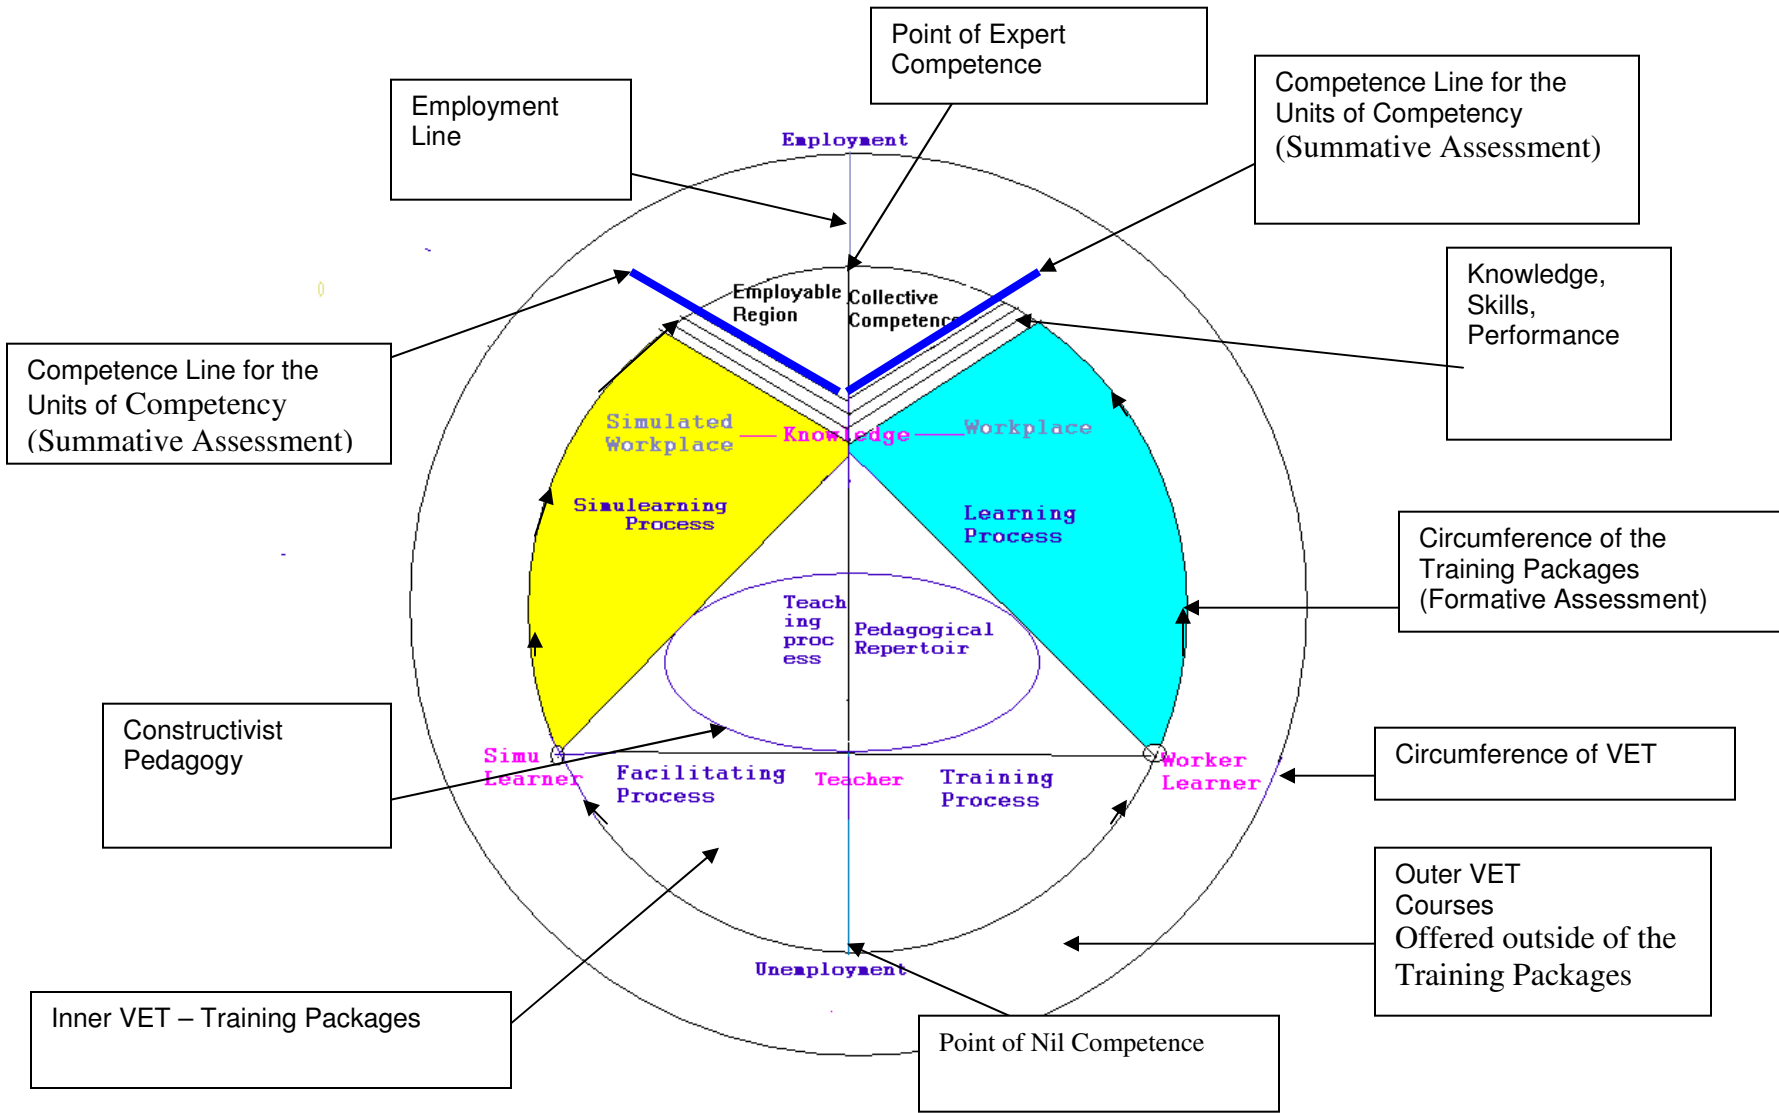 Point of Expert
Competence
Competence Line for the
Units of Competency
(Summative Assessment)
Employment
Line
Employment
Knowledge,
Skills,
Performance
Employable
Region
Collective
Competence
Competence Line for the
Units of Competency
(Summative Assessment)
Simulated
Workplace
Knowledge
Workplace
Simulearning
Process
Learning
Process
Circumference of the
Training Packages
(Formative Assessment)
Teach
ing
proc
ess
Pedagogical
Repertoir
Constructivist
Pedagogy
Simu
Learner
Facilitating
Process
Teacher
Training
Process
Worker
Learner
Circumference of VET
Outer VET
Courses
Offered outside of the
Training Packages
Unemployment
Inner VET – Training Packages
Point of Nil Competence